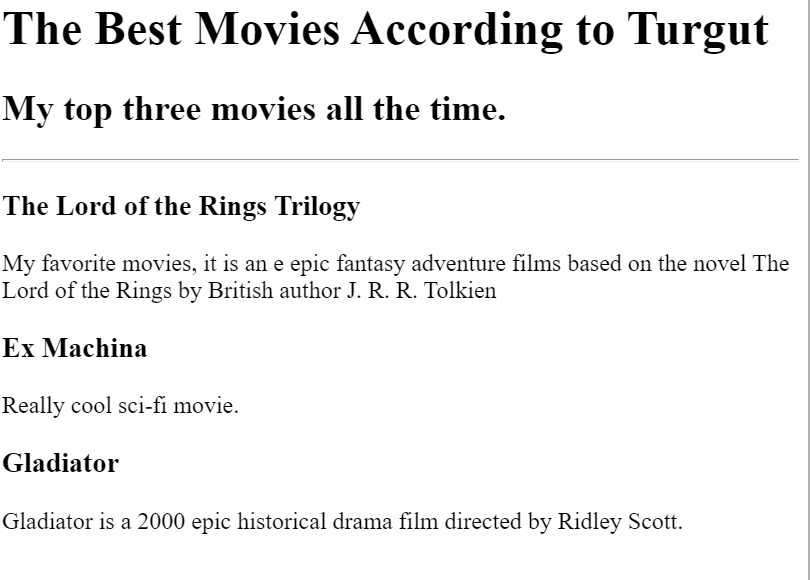 The Best Movies According to Turgut
My top three movies all the time.
The Lord of the Rings Trilogy
My favorite movies, it is an e epic fantasy adventure films based on the novel The
Lord of the Rings by British author J. R. R. Tolkien
Ex Machina
Really cool sci-fi movie.
Gladiator
Gladiator is a 2000 epic historical drama film directed by Ridley Scott.